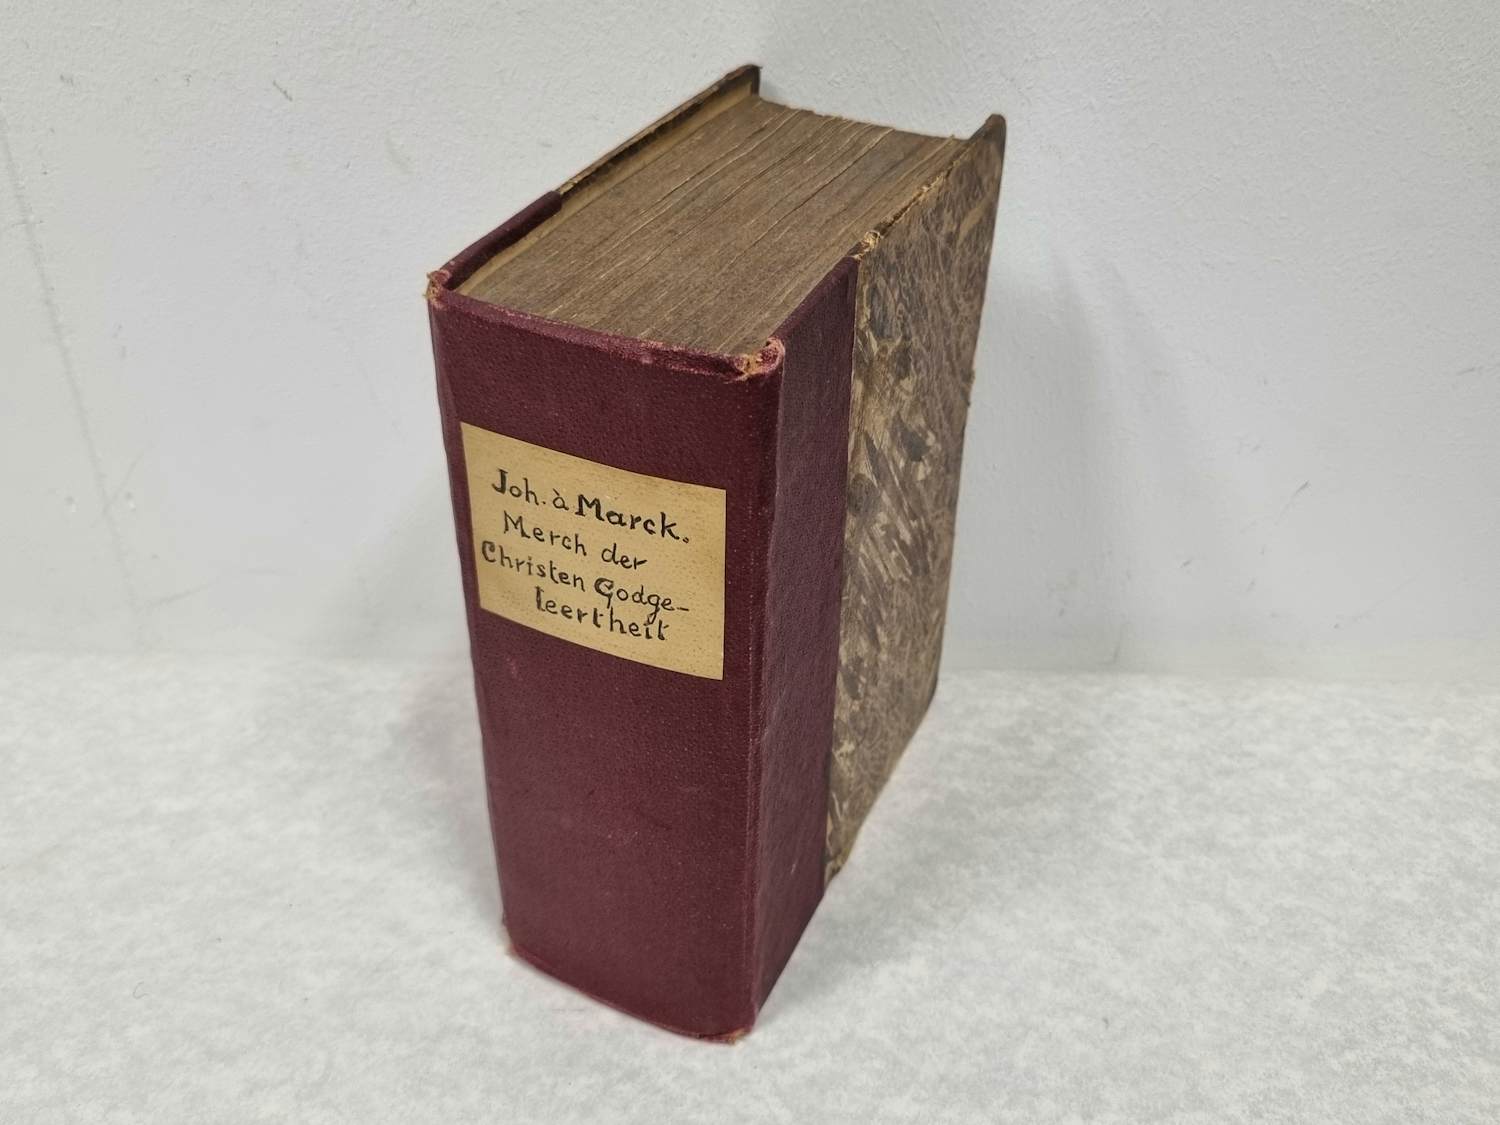 Joh. à Marck.
Merch der
Christen Godge-
leertheit